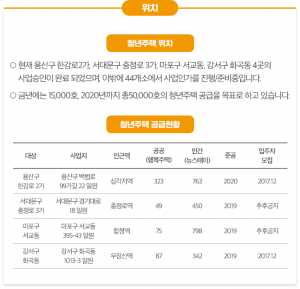 위치
청년주택 위치
○ 현재 용산구 한강로2가, 서대문구 충정로 3가, 마포구 서교동, 강서구 화곡동 4곳의
사업승인이 완료 되었으며, 이밖에 44개소에서 사업인가를 진행/준비중입니다.
○ 금년에는 15,000호, 2020년까지 총50,000호의 청년주택 공급을 목표로 하고 있습니다.
청년주택 공급현황
대상 사업지 인근역 공공 (행복주택) 민간 (뉴스테이) 준공 입주자 모집
용산구 한강로 2가 용산구 백범로 99가길 22 일원 삼각지역 323 763 2020 2017.12
서대문구 충정로 3가 서대문구 경기대로 18 일원 충정로역 49 450 2019 추후공지
마포구 서교동 마포구 서교동 395-43 일원 합정역 75 798 2019 추후공지
강서구 화곡동 강서구 화곡동 1013-3 일원 우장산역 87 342 2019 2017.12